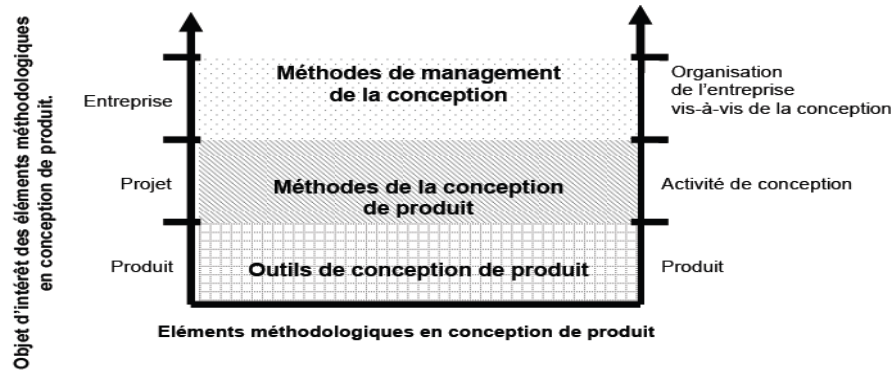 Objet d'intérêt des éléments méthodologiques
en conception de produit.
Entreprise
Projet
Produit
Méthodes de management
de la conception
Méthodes de la conception
de produit
Outils de conception de produit
Organisation
de l'entreprise
vis-à-vis de la conception
Activité de conception
Produit
Eléments méthodologiques en conception de produit